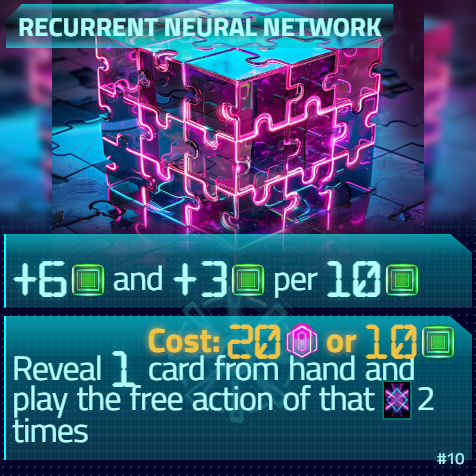 RECURRENT NEURAL NETWORK
+6 and +3 per 10
Cost: 20 or 10
Reveal 1 card from hand and
play the free action of that 2
times
#10